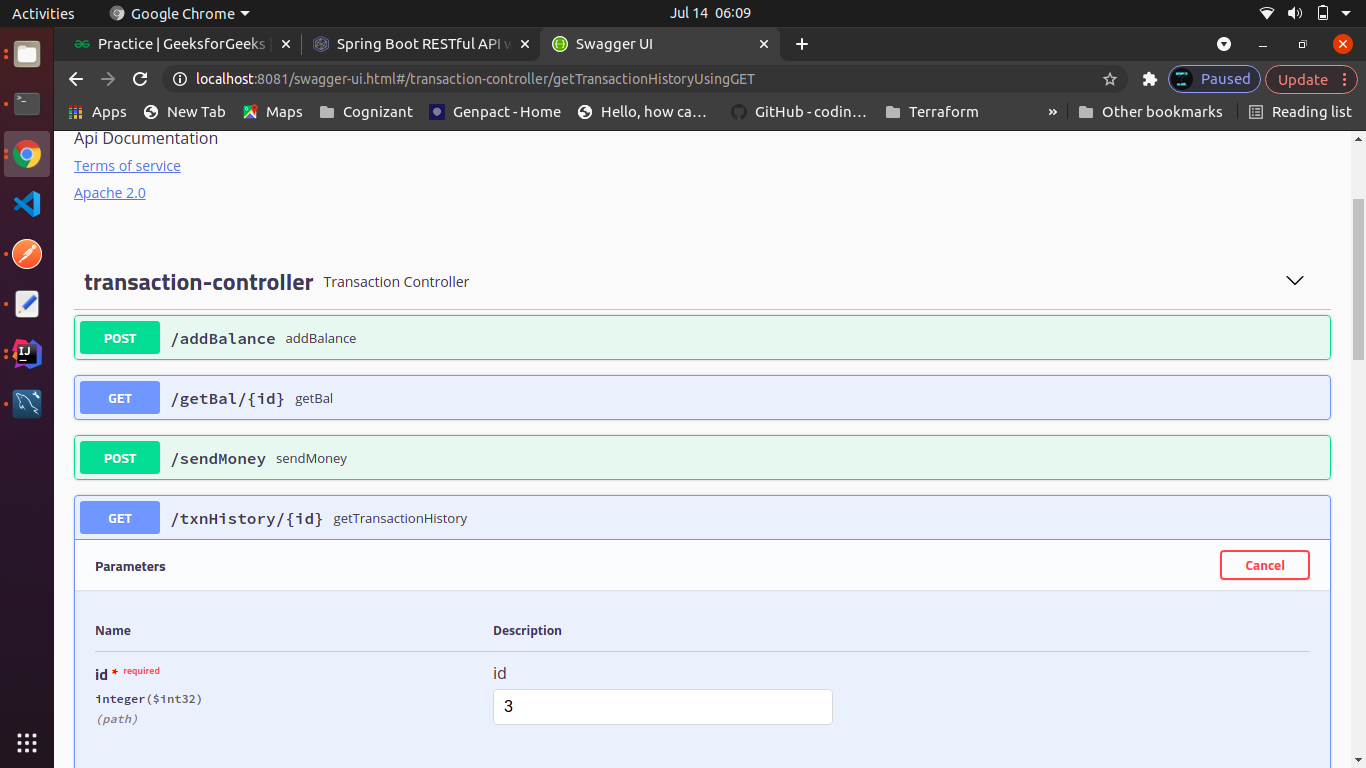 Activities Google Chrome Jul 14 06:09
Practice | GeeksforGeeks Spring Boot RESTful API Swagger UI
localhost:8081/swagger-ui.html#/transaction-controller/getTransactionHistoryUsingGET Paused Update
Apps New Tab Maps Cognizant Genpact - Home Hello, how ca… GitHub - codin… Terraform » Other bookmarks Reading list
Api Documentation
Terms of service
Apache 2.0
transaction-controller Transaction Controller
POST /addBalance addBalance
GET /getBal/{id} getBal
POST /sendMoney sendMoney
GET /txnHistory/{id} getTransactionHistory
Parameters Cancel
Name Description
id * required id
integer($int32) 3
(path)